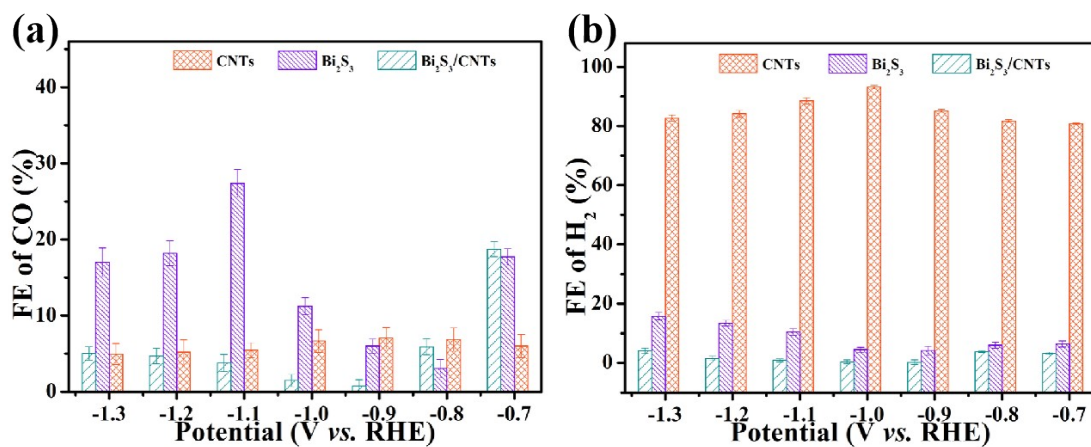 (a)
CNTs Bi₂S₃ Bi₂S₃/CNTs
FE of CO (%)
40
30
20
10
0
-1.3 -1.2 -1.1 -1.0 -0.9 -0.8 -0.7
Potential (V vs. RHE)
(b)
CNTs Bi₂S₃ Bi₂S₃/CNTs
FE of H₂ (%)
100
80
60
40
20
0
-1.3 -1.2 -1.1 -1.0 -0.9 -0.8 -0.7
Potential (V vs. RHE)